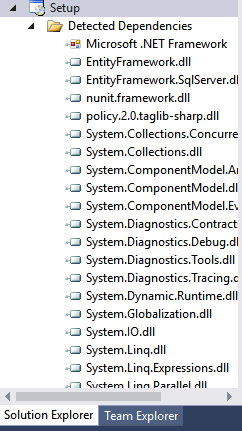 Setup
Detected Dependencies
Microsoft .NET Framework
EntityFramework.dll
EntityFramework.SqlServer.d
nunit.framework.dll
policy.2.0.taglib-sharp.dll
System.Collections.Concurre
System.Collections.dll
System.ComponentModel.An
System.ComponentModel.dll
System.ComponentModel.Ev
System.Diagnostics.Contract
System.Diagnostics.Debug.d
System.Diagnostics.Tools.dll
System.Diagnostics.Tracing.d
System.Dynamic.Runtime.dll
System.Globalization.dll
System.IO.dll
System.Linq.dll
System.Linq.Expressions.dll
System.Linq.Parallel.dll
Solution Explorer Team Explorer